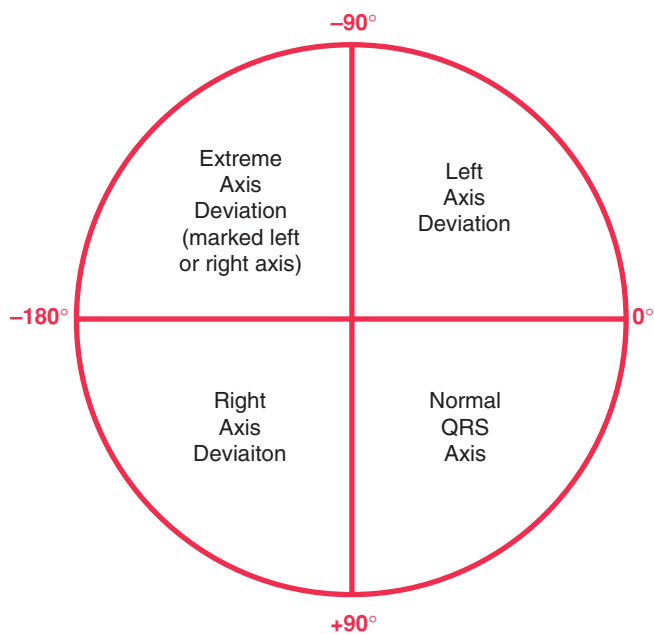 –90°
Extreme
Axis
Deviation
(marked left
or right axis)
Left
Axis
Deviation
–180°
0°
Right
Axis
Deviaiton
Normal
QRS
Axis
+90°